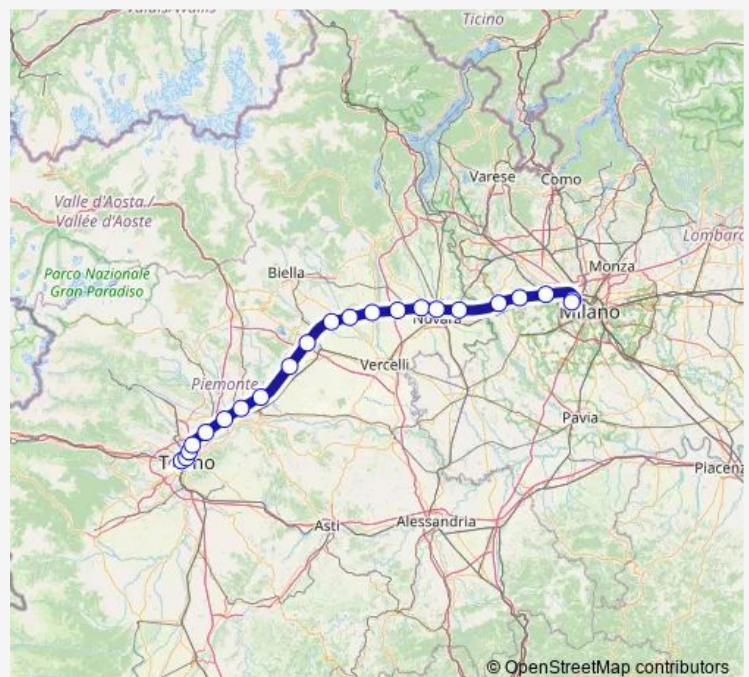 Ticino
Varese
Como
Valle d'Aosta /
Vallée d'Aoste
Lombard
Monza
Parco Nazionale
Gran Paradiso
Biella
Milano
Novara
Vercelli
Piemonte
Pavia
Torino
Piacenz
Asti
Alessandria
© OpenStreetMap contributors